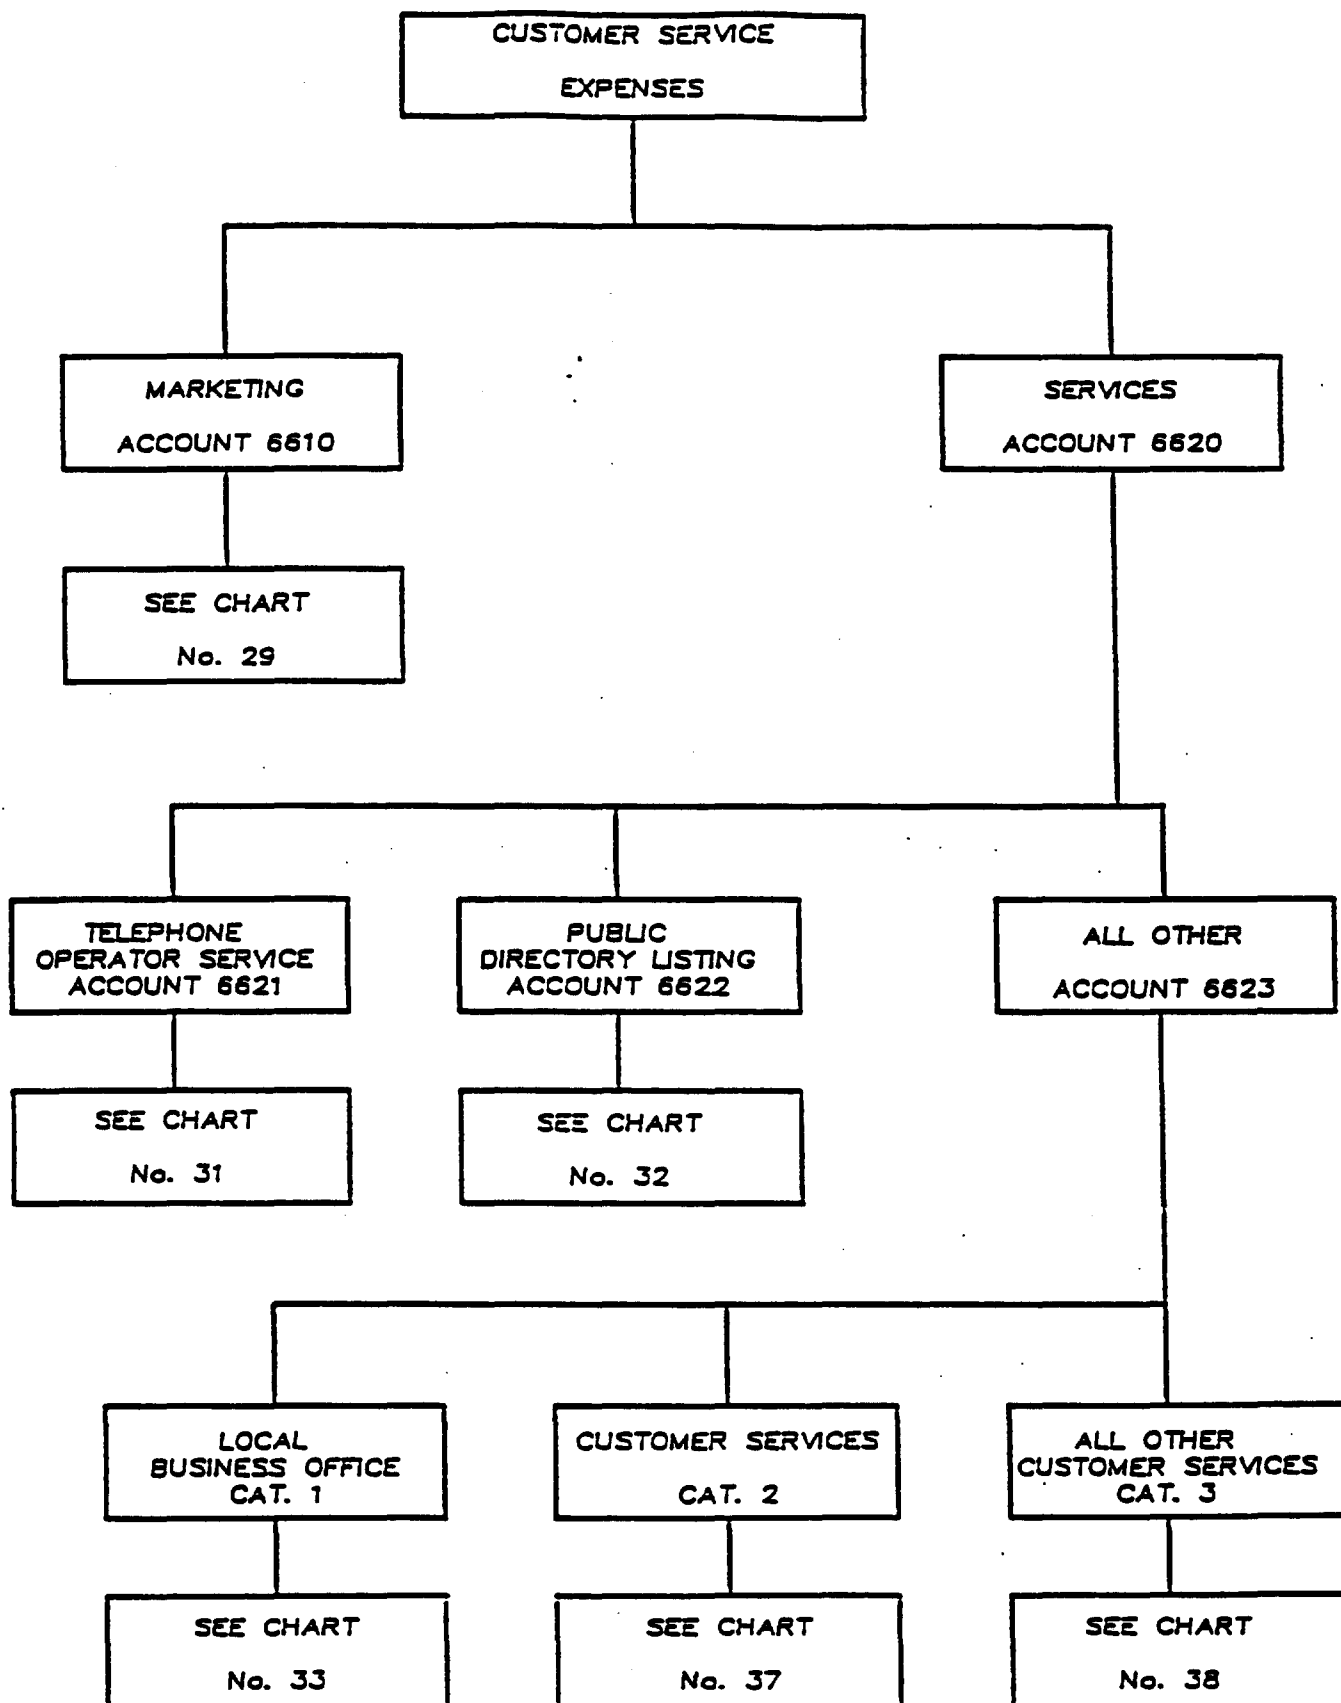 CUSTOMER SERVICE
EXPENSES
MARKETING
ACCOUNT 6610
SERVICES
ACCOUNT 6620
SEE CHART
No. 29
TELEPHONE
OPERATOR SERVICE
ACCOUNT 6621
PUBLIC
DIRECTORY LISTING
ACCOUNT 6622
ALL OTHER
ACCOUNT 6623
SEE CHART
No. 31
SEE CHART
No. 32
LOCAL
BUSINESS OFFICE
CAT. 1
CUSTOMER SERVICES
CAT. 2
ALL OTHER
CUSTOMER SERVICES
CAT. 3
SEE CHART
No. 33
SEE CHART
No. 37
SEE CHART
No. 38